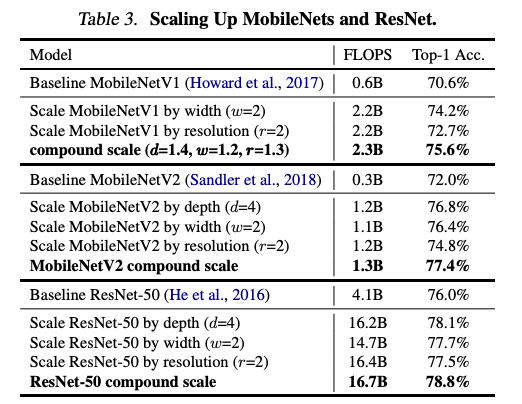 Table 3. Scaling Up MobileNets and ResNet.
Model FLOPS Top-1 Acc.
Baseline MobileNetV1 (Howard et al., 2017) 0.6B 70.6%
Scale MobileNetV1 by width (w=2) 2.2B 74.2%
Scale MobileNetV1 by resolution (r=2) 2.2B 72.7%
compound scale (d=1.4, w=1.2, r=1.3) 2.3B 75.6%
Baseline MobileNetV2 (Sandler et al., 2018) 0.3B 72.0%
Scale MobileNetV2 by depth (d=4) 1.2B 76.8%
Scale MobileNetV2 by width (w=2) 1.1B 76.4%
Scale MobileNetV2 by resolution (r=2) 1.2B 74.8%
MobileNetV2 compound scale 1.3B 77.4%
Baseline ResNet-50 (He et al., 2016) 4.1B 76.0%
Scale ResNet-50 by depth (d=4) 16.2B 78.1%
Scale ResNet-50 by width (w=2) 14.7B 77.7%
Scale ResNet-50 by resolution (r=2) 16.4B 77.5%
ResNet-50 compound scale 16.7B 78.8%